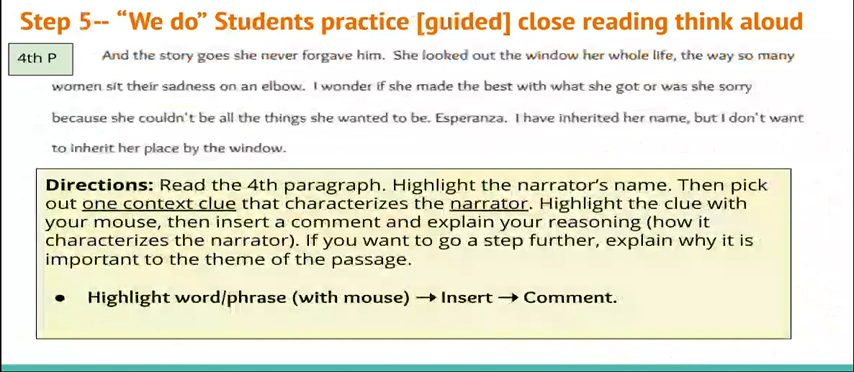 Step 5-- “We do” Students practice [guided] close reading think aloud
4th P
And the story goes she never forgave him. She looked out the window her whole life, the way so many
women sit their sadness on an elbow. I wonder if she made the best with what she got or was she sorry
because she couldn't be all the things she wanted to be. Esperanza. I have inherited her name, but I don't want
to inherit her place by the window.
Directions: Read the 4th paragraph. Highlight the narrator's name. Then pick
out one context clue that characterizes the narrator. Highlight the clue with
your mouse, then insert a comment and explain your reasoning (how it
characterizes the narrator). If you want to go a step further, explain why it is
important to the theme of the passage.
● Highlight word/phrase (with mouse) → Insert → Comment.